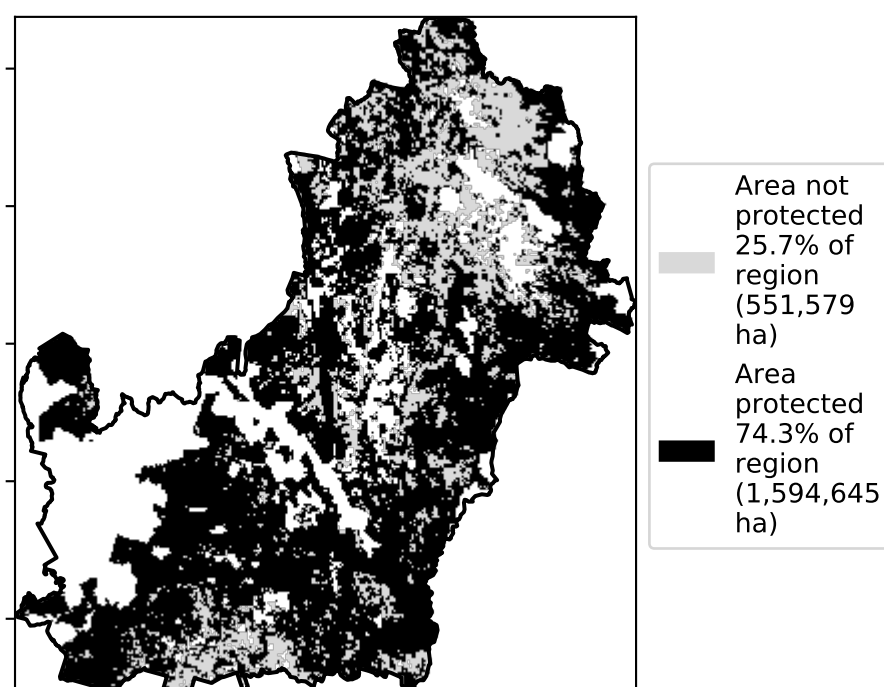 Area not
protected
25.7% of
region
(551,579
ha)
Area
protected
74.3% of
region
(1,594,645
ha)